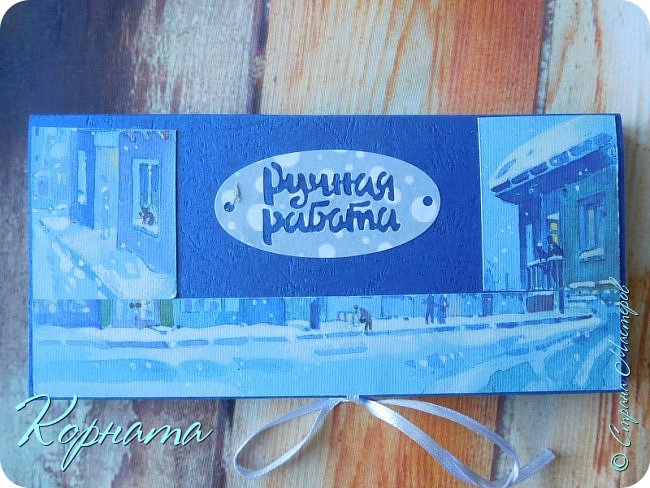 ручная
работа
Корната
© Страна Мастеров